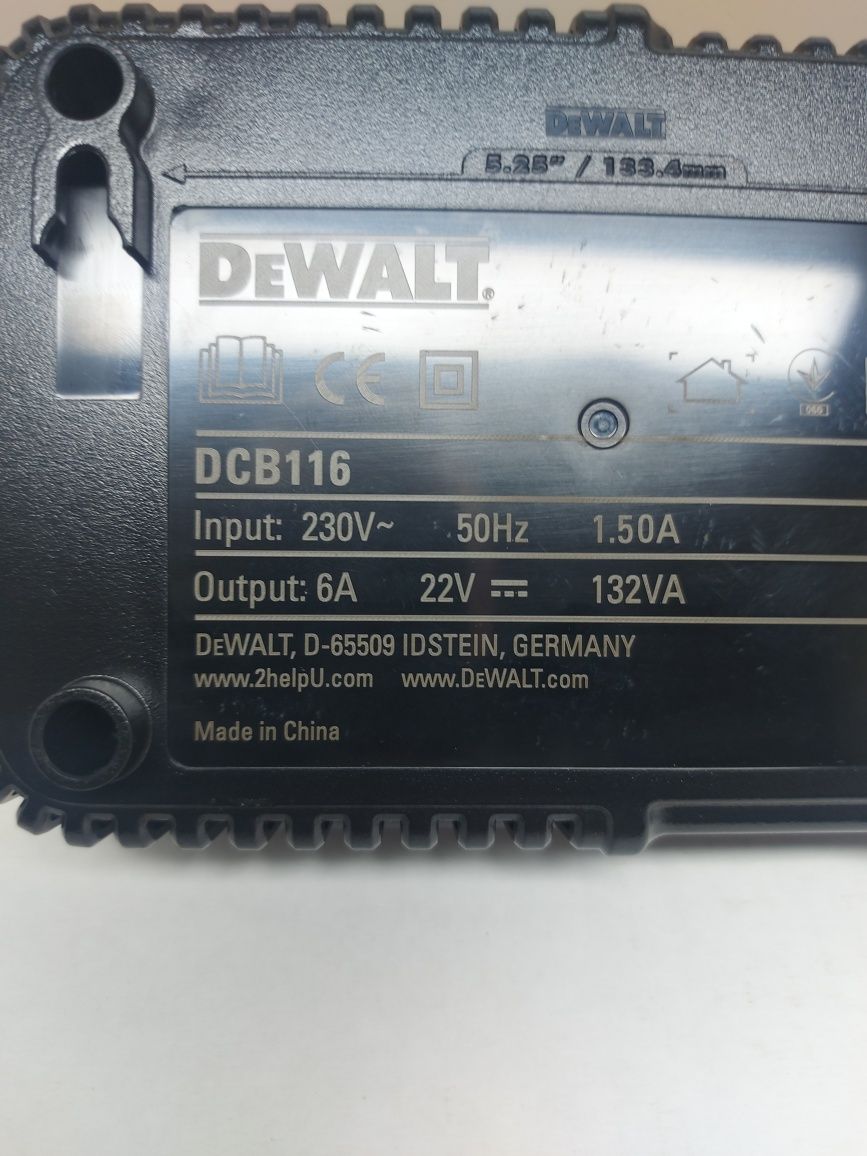 DEWALT
5.25" / 133.4mm
DEWALT®
CE
DCB116
Input: 230V~ 50Hz 1.50A
Output: 6A 22V ⎓ 132VA
DEWALT, D-65509 IDSTEIN, GERMANY
www.2helpU.com www.DEWALT.com
Made in China